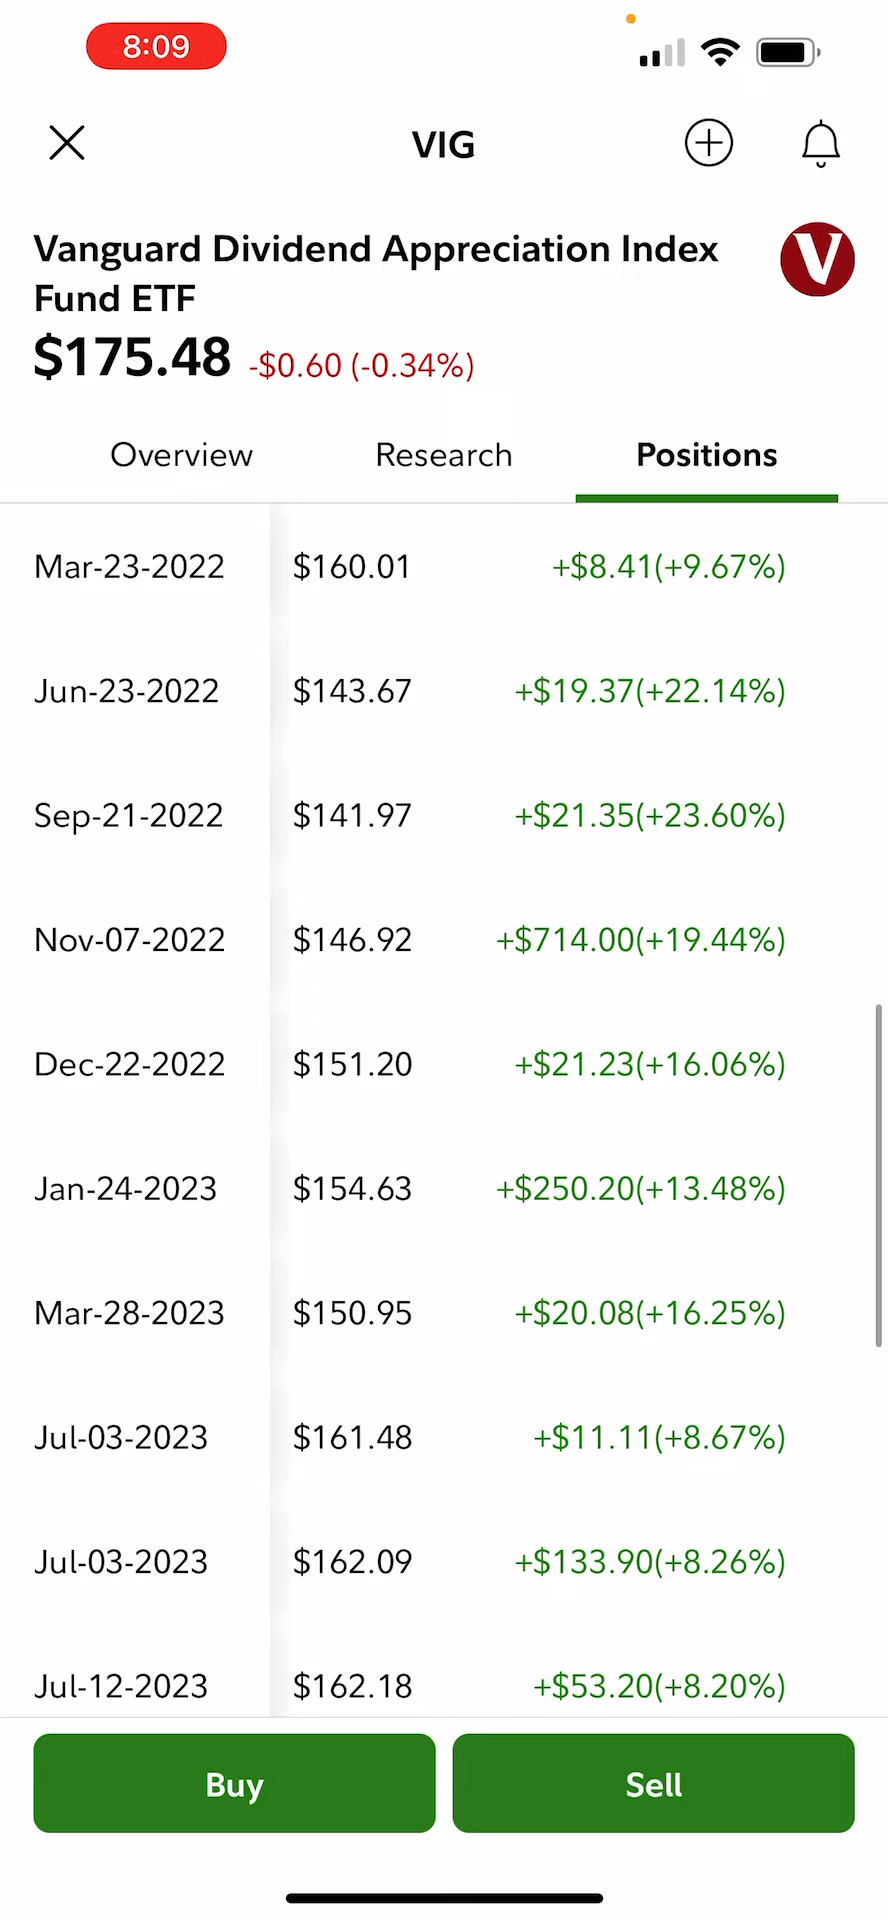 8:09
VIG
Vanguard Dividend Appreciation Index
Fund ETF
V
$175.48 -$0.60 (-0.34%)
Overview Research Positions
Mar-23-2022 $160.01 +$8.41(+9.67%)
Jun-23-2022 $143.67 +$19.37(+22.14%)
Sep-21-2022 $141.97 +$21.35(+23.60%)
Nov-07-2022 $146.92 +$714.00(+19.44%)
Dec-22-2022 $151.20 +$21.23(+16.06%)
Jan-24-2023 $154.63 +$250.20(+13.48%)
Mar-28-2023 $150.95 +$20.08(+16.25%)
Jul-03-2023 $161.48 +$11.11(+8.67%)
Jul-03-2023 $162.09 +$133.90(+8.26%)
Jul-12-2023 $162.18 +$53.20(+8.20%)
Buy Sell